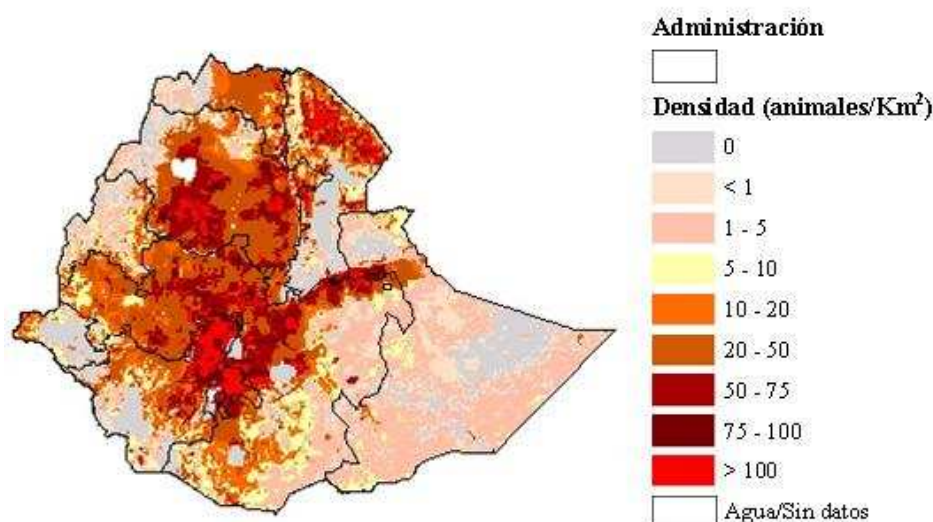 Administración
Densidad (animales/Km²)
0
< 1
1 - 5
5 - 10
10 - 20
20 - 50
50 - 75
75 - 100
> 100
Agua/Sin datos